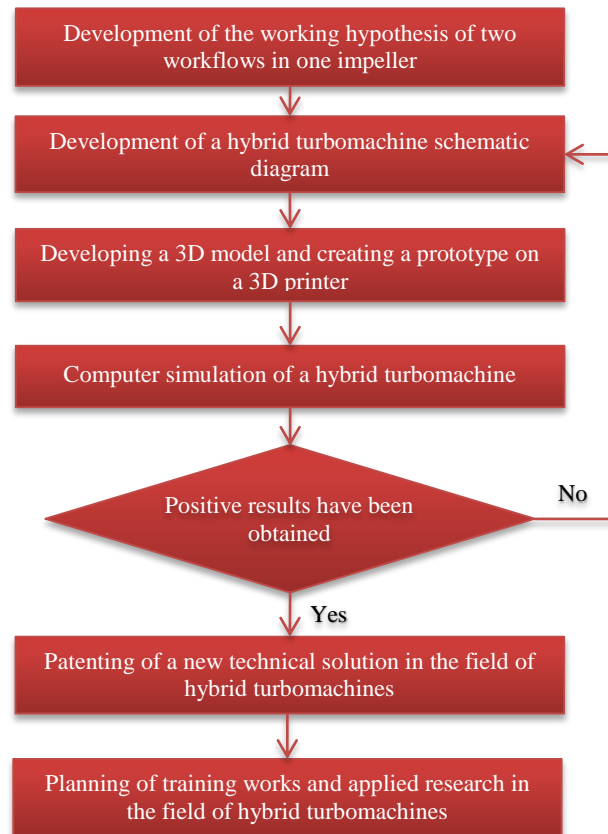 Development of the working hypothesis of two
workflows in one impeller
Development of a hybrid turbomachine schematic
diagram
Developing a 3D model and creating a prototype on
a 3D printer
Computer simulation of a hybrid turbomachine
Positive results have been
obtained
No
Yes
Patenting of a new technical solution in the field of
hybrid turbomachines
Planning of training works and applied research in
the field of hybrid turbomachines